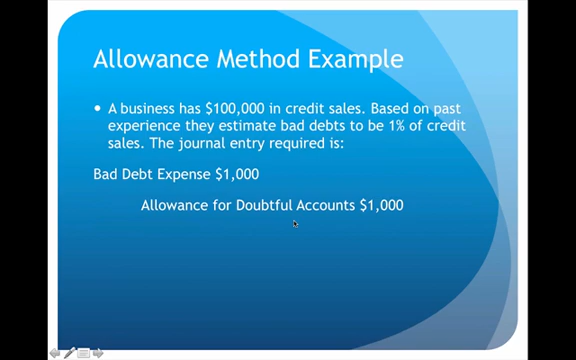 Allowance Method Example
• A business has $100,000 in credit sales. Based on past
experience they estimate bad debts to be 1% of credit
sales. The journal entry required is:
Bad Debt Expense $1,000
Allowance for Doubtful Accounts $1,000